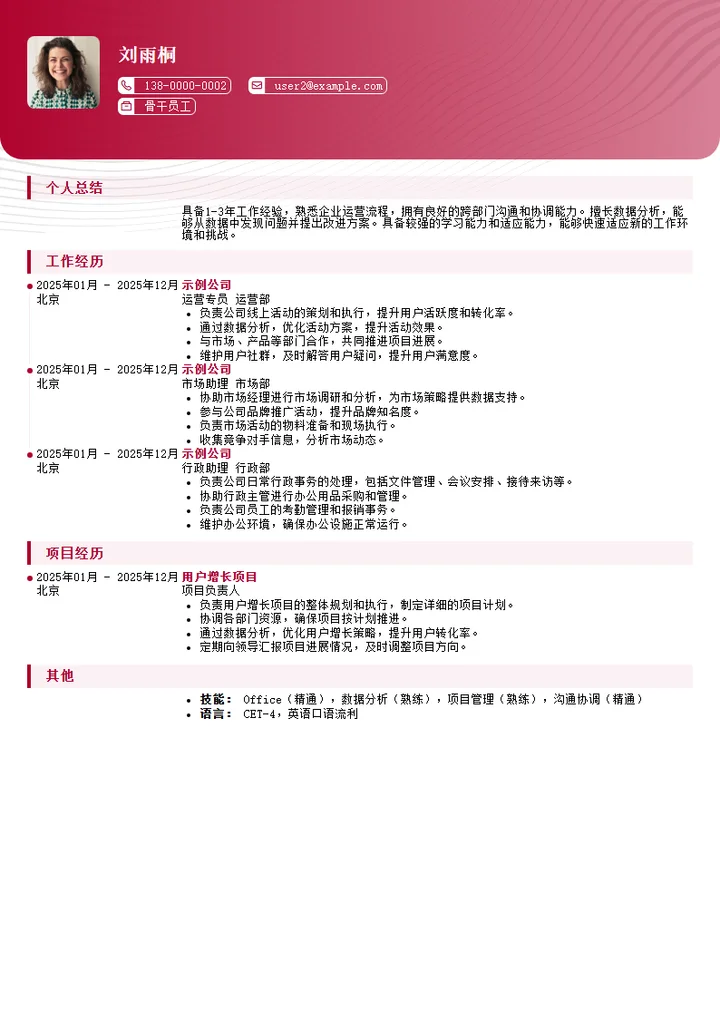 刘雨桐
138-0000-0002
user2@example.com
骨干员工
个人总结
具备1-3年工作经验，熟悉企业运营流程，拥有良好的跨部门沟通和协调能力。擅长数据分析，能
够从数据中发现问题并提出改进方案。具备较强的学习能力和适应能力，能够快速适应新的工作环
境和挑战。
工作经历
2025年01月 - 2025年12月 示例公司
北京 运营专员 运营部
负责公司线上活动的策划和执行，提升用户活跃度和转化率。
通过数据分析，优化活动方案，提升活动效果。
与市场、产品等部门合作，共同推进项目进展。
维护用户社群，及时解答用户疑问，提升用户满意度。
2025年01月 - 2025年12月 示例公司
北京 市场助理 市场部
协助市场经理进行市场调研和分析，为市场策略提供数据支持。
参与公司品牌推广活动，提升品牌知名度。
负责市场活动的物料准备和现场执行。
收集竞争对手信息，分析市场动态。
2025年01月 - 2025年12月 示例公司
北京 行政助理 行政部
负责公司日常行政事务的处理，包括文件管理、会议安排、接待来访等。
协助行政主管进行办公用品采购和管理。
负责公司员工的考勤管理和报销事务。
维护办公环境，确保办公设施正常运行。
项目经历
2025年01月 - 2025年12月 用户增长项目
北京 项目负责人
负责用户增长项目的整体规划和执行，制定详细的项目计划。
协调各部门资源，确保项目按计划推进。
通过数据分析，优化用户增长策略，提升用户转化率。
定期向领导汇报项目进展情况，及时调整项目方向。
其他
技能： Office（精通），数据分析（熟练），项目管理（熟练），沟通协调（精通）
语言： CET-4，英语口语流利